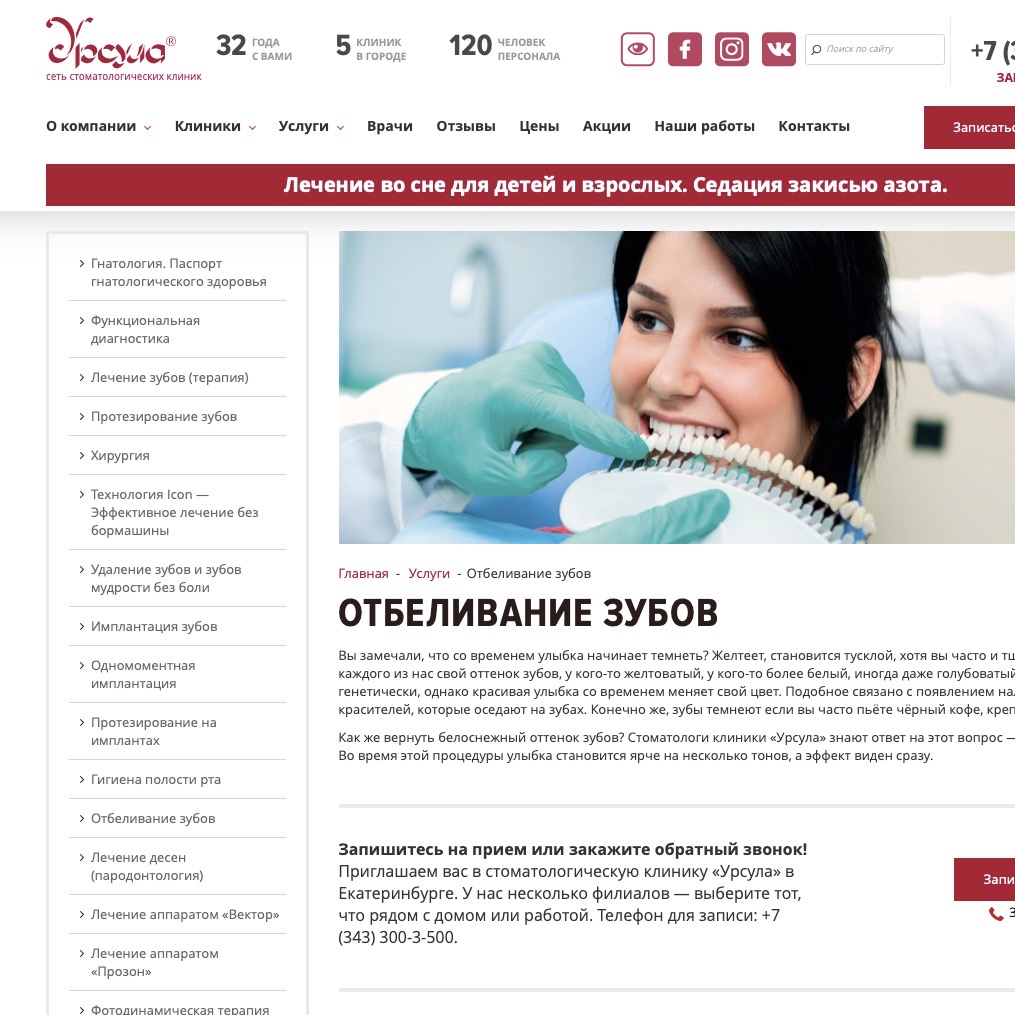 Урсула®
сеть стоматологических клиник
32 ГОДА
С ВАМИ
5 КЛИНИК
В ГОРОДЕ
120 ЧЕЛОВЕК
ПЕРСОНАЛА
Поиск по сайту
+7 (3
ЗА
О компании Клиники Услуги Врачи Отзывы Цены Акции Наши работы Контакты
Записатьс
Лечение во сне для детей и взрослых. Седация закисью азота.
Гнатология. Паспорт
гнатологического здоровья
Функциональная
диагностика
Лечение зубов (терапия)
Протезирование зубов
Хирургия
Технология Icon —
Эффективное лечение без
бормашины
Удаление зубов и зубов
мудрости без боли
Имплантация зубов
Одномоментная
имплантация
Протезирование на
имплантах
Гигиена полости рта
Отбеливание зубов
Лечение десен
(пародонтология)
Лечение аппаратом «Вектор»
Лечение аппаратом
«Прозон»
Фотодинамическая терапия
Главная - Услуги - Отбеливание зубов
ОТБЕЛИВАНИЕ ЗУБОВ
Вы замечали, что со временем улыбка начинает темнеть? Желтеет, становится тусклой, хотя вы часто и тщ
каждого из нас свой оттенок зубов, у кого-то желтоватый, у кого-то более белый, иногда даже голубоватый
генетически, однако красивая улыбка со временем меняет свой цвет. Подобное связано с появлением нал
красителей, которые оседают на зубах. Конечно же, зубы темнеют если вы часто пьёте чёрный кофе, креп
Как же вернуть белоснежный оттенок зубов? Стоматологи клиники «Урсула» знают ответ на этот вопрос —
Во время этой процедуры улыбка становится ярче на несколько тонов, а эффект виден сразу.
Запишитесь на прием или закажите обратный звонок!
Приглашаем вас в стоматологическую клинику «Урсула» в
Екатеринбурге. У нас несколько филиалов — выберите тот,
что рядом с домом или работой. Телефон для записи: +7
(343) 300-3-500.
Запи
З